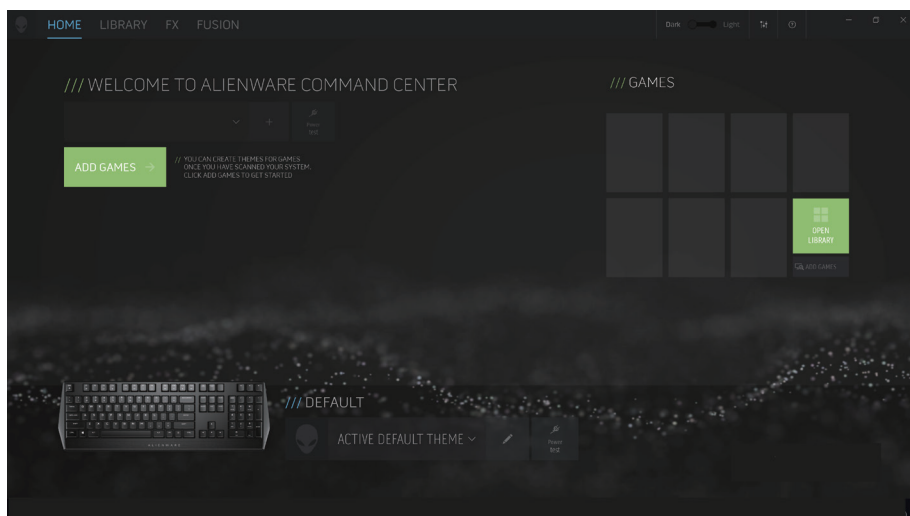 HOME LIBRARY FX FUSION
Dark Light
/// WELCOME TO ALIENWARE COMMAND CENTER
ADD GAMES →
// YOU CAN CREATE THEMES FOR GAMES
ONCE YOU HAVE SCANNED YOUR SYSTEM.
CLICK ADD GAMES TO GET STARTED
/// GAMES
OPEN
LIBRARY
ADD GAMES
ALIENWARE
/// DEFAULT
ACTIVE DEFAULT THEME